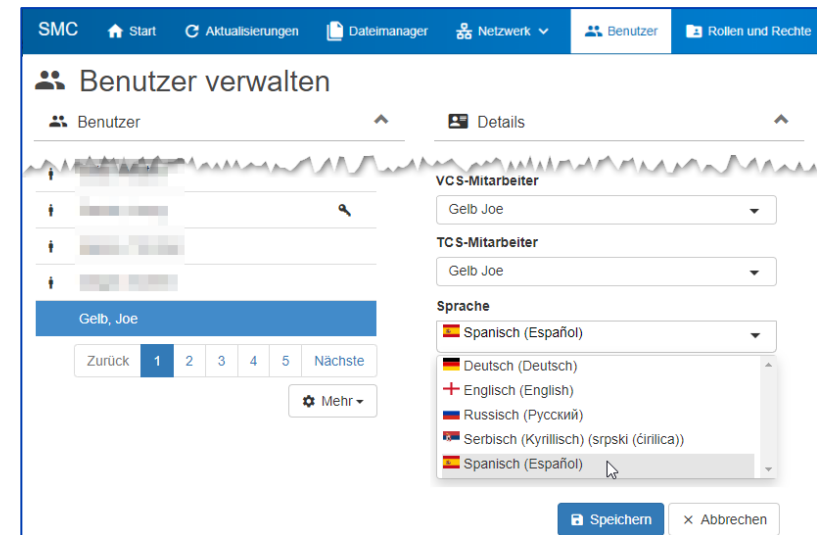 SMC Start Aktualisierungen Dateimanager Netzwerk Benutzer Rollen und Rechte
Benutzer verwalten
Benutzer
Gelb, Joe
Zurück 1 2 3 4 5 Nächste
Mehr
Details
VCS-Mitarbeiter
Gelb Joe
TCS-Mitarbeiter
Gelb Joe
Sprache
Spanisch (Español)
Deutsch (Deutsch)
Englisch (English)
Russisch (Русский)
Serbisch (Kyrillisch) (srpski (ćirilica))
Spanisch (Español)
Speichern × Abbrechen